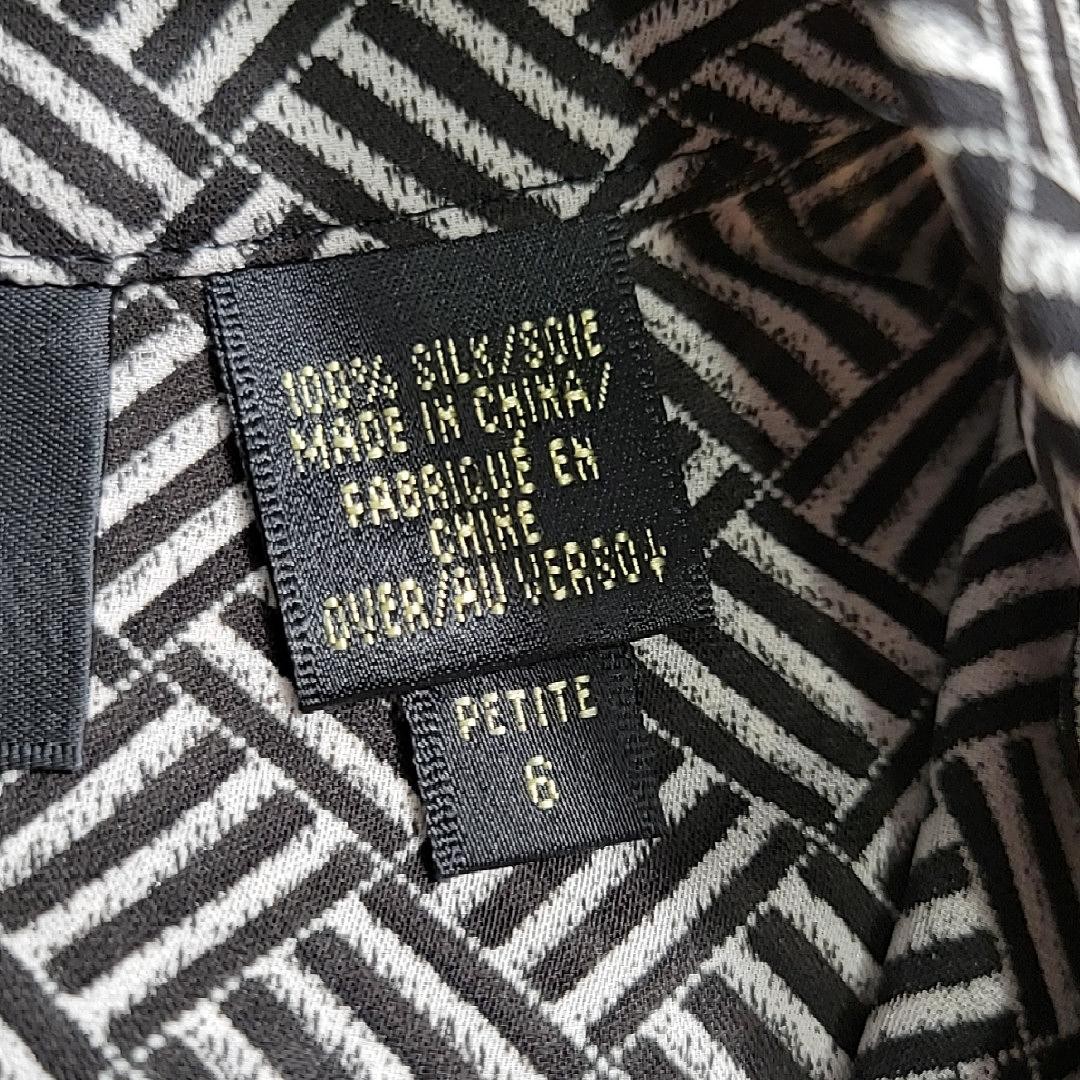 100% SILK/SOIE
MADE IN CHINA/
FABRIQUÉ EN
CHINE
OVER/AU VERSO↓
PETITE
6